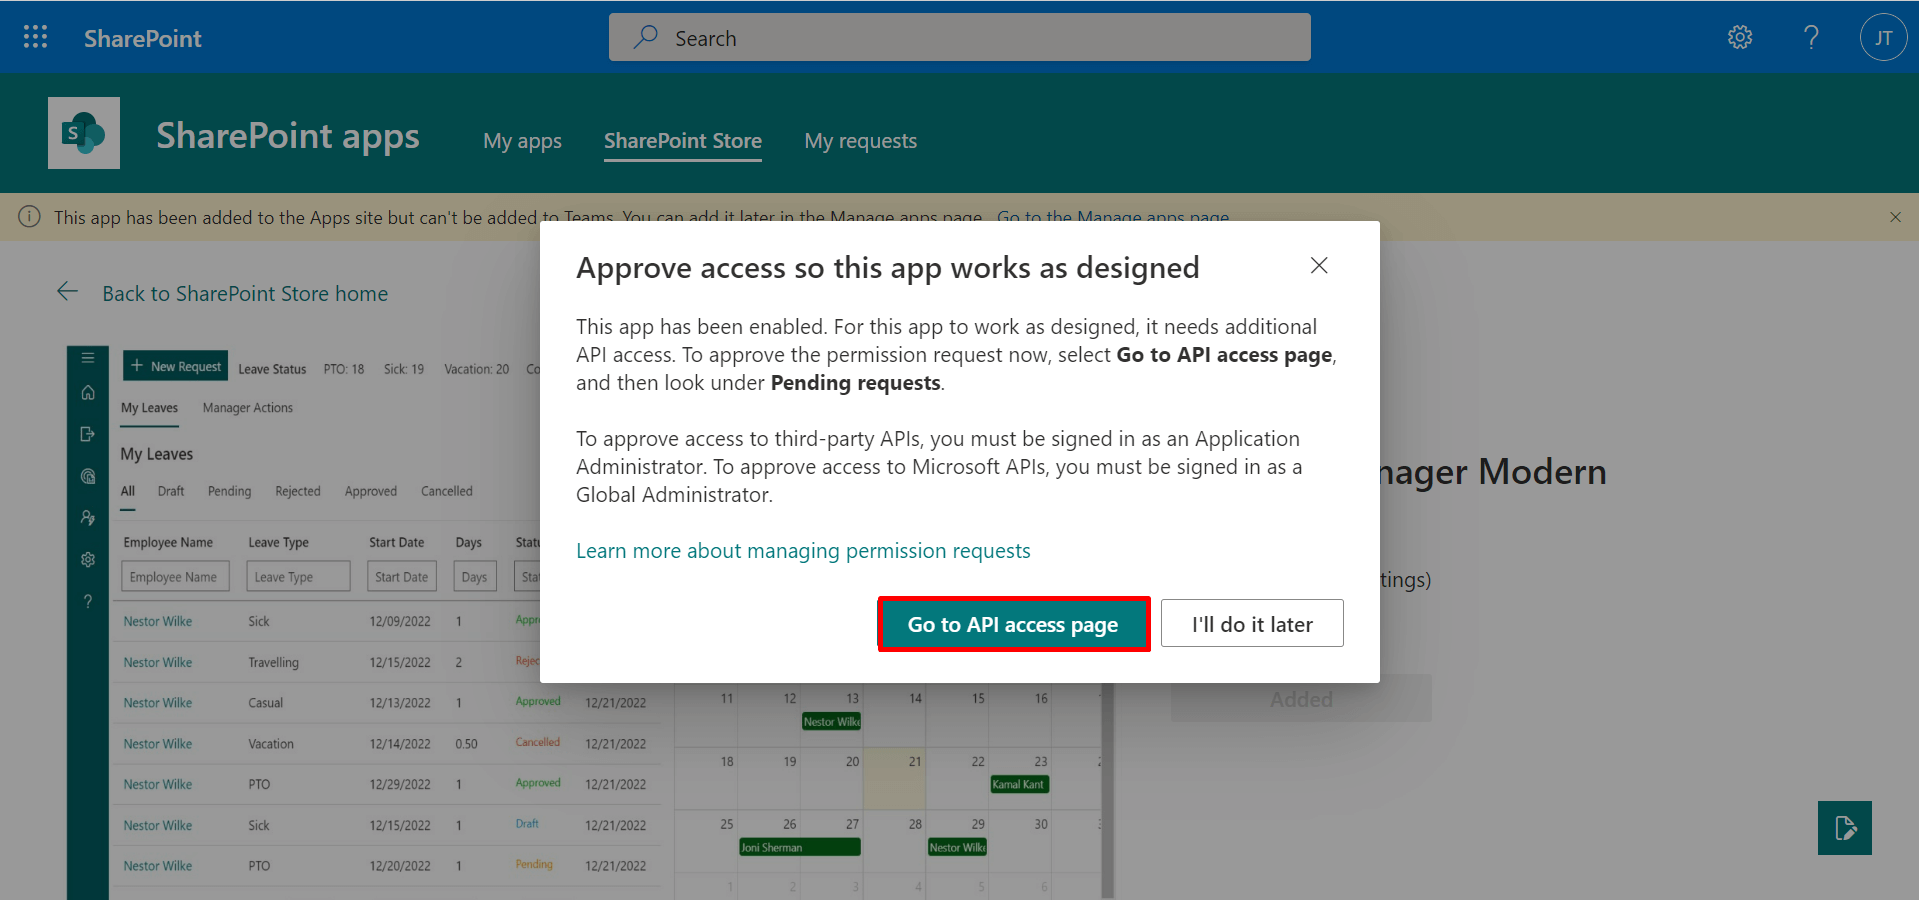 SharePoint
Search
JT
S
SharePoint apps
My apps
SharePoint Store
My requests
This app has been added to the Apps site but can't be added to Teams. You can add it later in the Manage apps page. Go to the Manage apps page
Approve access so this app works as designed
This app has been enabled. For this app to work as designed, it needs additional
API access. To approve the permission request now, select Go to API access page,
and then look under Pending requests.
To approve access to third-party APIs, you must be signed in as an Application
Administrator. To approve access to Microsoft APIs, you must be signed in as a
Global Administrator.
Learn more about managing permission requests
Go to API access page
I'll do it later
Back to SharePoint Store home
+ New Request Leave Status PTO: 18 Sick: 19 Vacation: 20 Co
My Leaves Manager Actions
My Leaves
All Draft Pending Rejected Approved Cancelled
Employee Name Leave Type Start Date Days Statu
Employee Name Leave Type Start Date Days Stat
Nestor Wilke Sick 12/09/2022 1 Appr
Nestor Wilke Travelling 12/15/2022 2 Rejec
Nestor Wilke Casual 12/13/2022 1 Approved 12/21/2022
Nestor Wilke Vacation 12/14/2022 0.50 Cancelled 12/21/2022
Nestor Wilke PTO 12/29/2022 1 Approved 12/21/2022
Nestor Wilke Sick 12/15/2022 1 Draft 12/21/2022
Nestor Wilke PTO 12/20/2022 1 Pending 12/21/2022
11 12 13 14 15 16
Nestor Wilke
18 19 20 21 22 23
Kamal Kant
25 26 27 28 29 30
Joni Sherman Nestor Wilke
1 2 3 4 5 6
nager Modern
tings)
Added